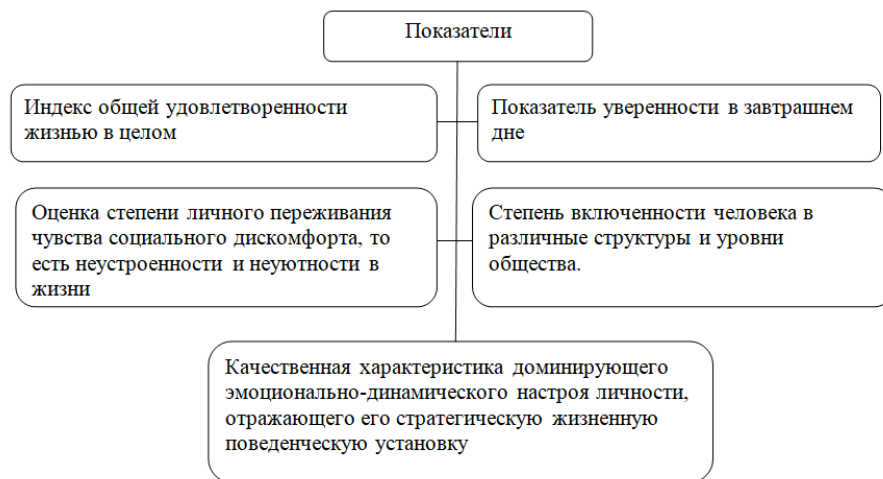 Показатели
Индекс общей удовлетворенности
жизнью в целом
Показатель уверенности в завтрашнем
дне
Оценка степени личного переживания
чувства социального дискомфорта, то
есть неустроенности и неуютности в
жизни
Степень включенности человека в
различные структуры и уровни
общества.
Качественная характеристика доминирующего
эмоционально-динамического настроя личности,
отражающего его стратегическую жизненную
поведенческую установку